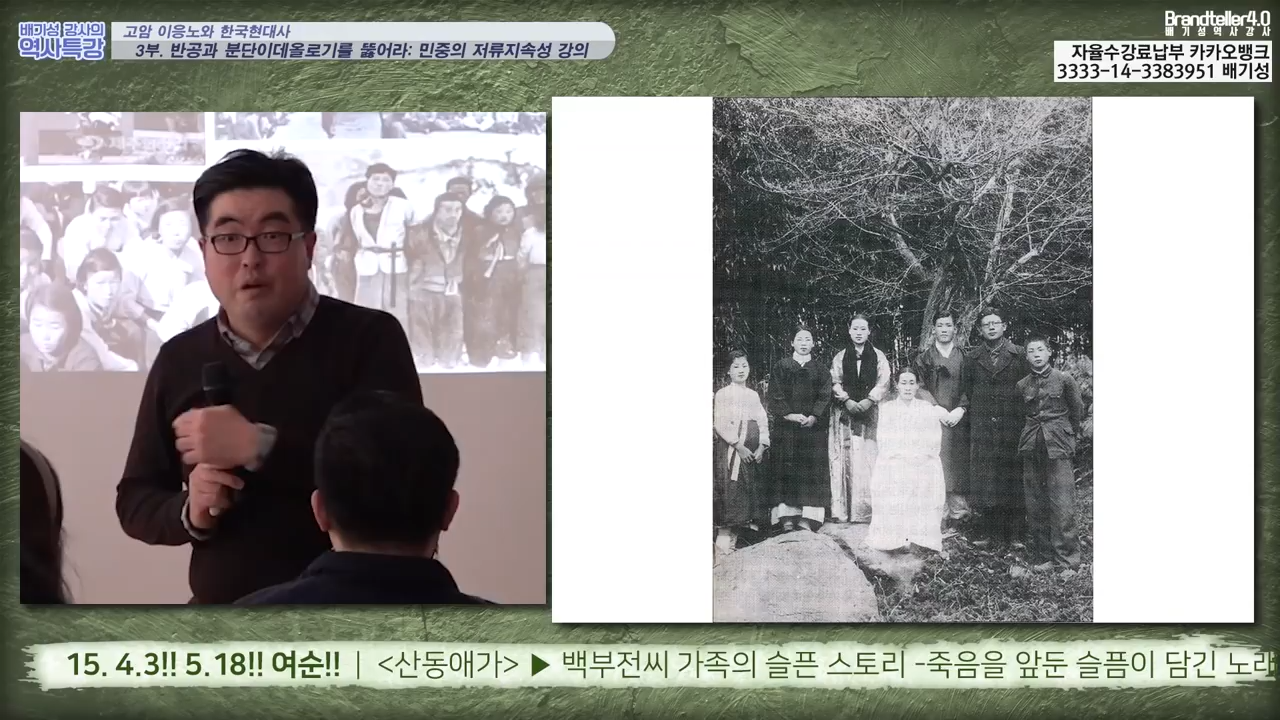 배기성 강사의
역사특강
고암 이응노와 한국현대사
3부. 반공과 분단이데올로기를 뚫어라: 민중의 저류지속성 강의
Brandteller4.0
배기성역사강사
자율수강료납부 카카오뱅크
3333-14-3383951 배기성
15. 4.3!! 5.18!! 여순!! | <산동애가> ▶ 백부전씨 가족의 슬픈 스토리 -죽음을 앞둔 슬픔이 담긴 노래